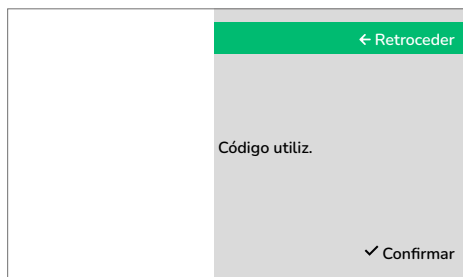 ← Retroceder
Código utiliz.
✓ Confirmar